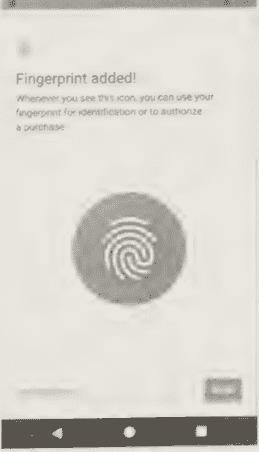 Fingerprint added!
Whenever you see this icon, you can use your
fingerprint for identification or to authorize
a purchase